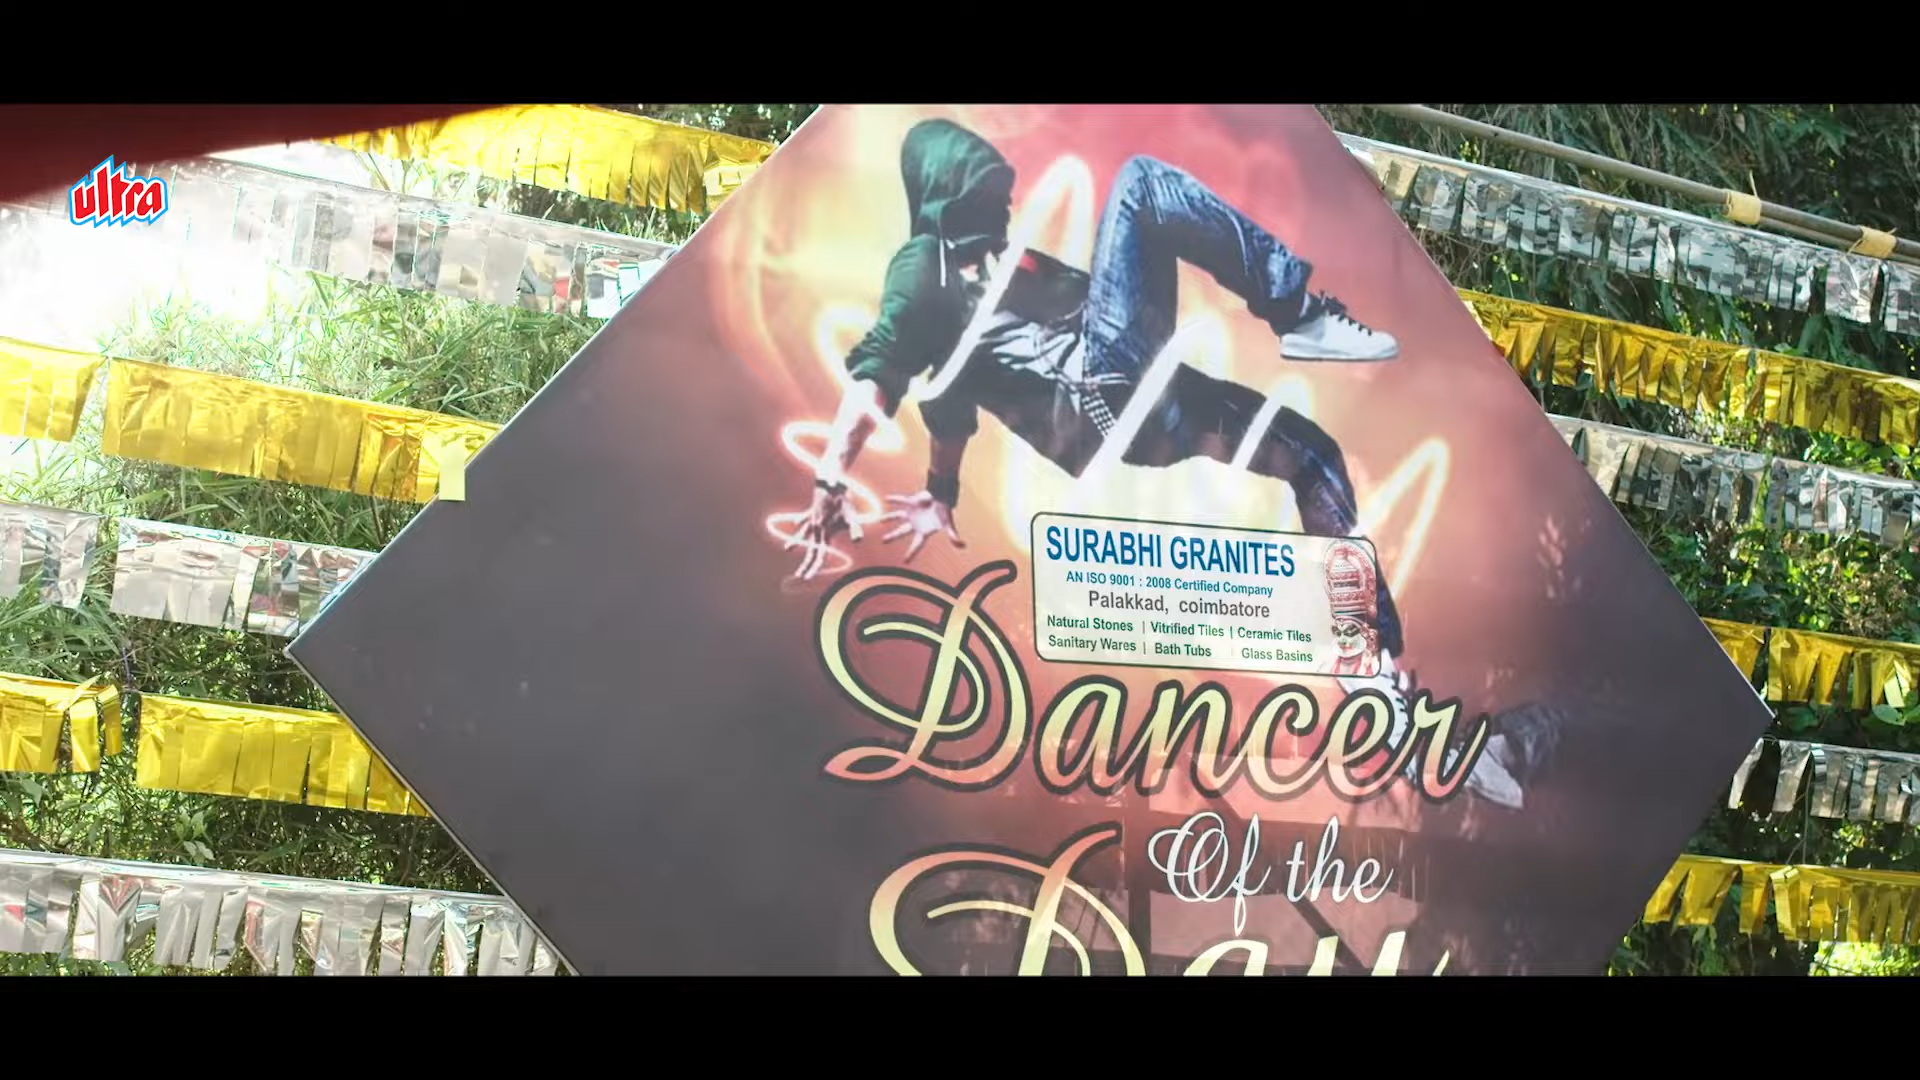 ultra
SURABHI GRANITES
AN ISO 9001 : 2008 Certified Company
Palakkad, coimbatore
Natural Stones | Vitrified Tiles | Ceramic Tiles
Sanitary Wares | Bath Tubs | Glass Basins
Dancer
Of the
Day